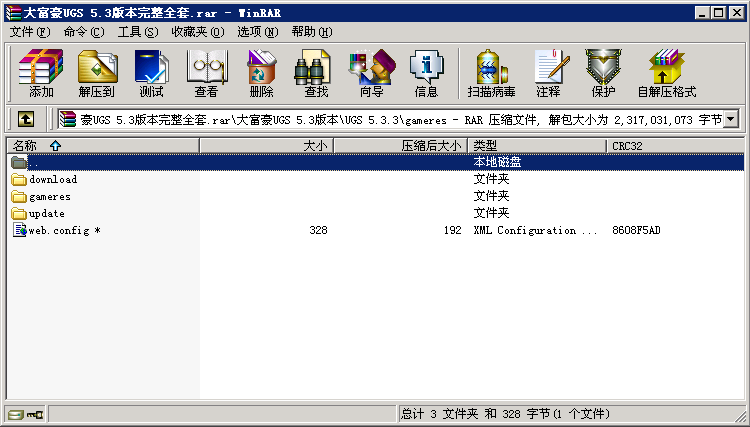 大富豪UGS 5.3版本完整全套.rar - WinRAR
文件(F) 命令(C) 工具(S) 收藏夹(O) 选项(N) 帮助(H)
添加 解压到 测试 查看 删除 查找 向导 信息 扫描病毒 注释 保护 自解压格式
豪UGS 5.3版本完整全套.rar\大富豪UGS 5.3版本\UGS 5.3.3\gameres - RAR 压缩文件, 解包大小为 2,317,031,073 字节
名称 大小 压缩后大小 类型 CRC32
.. 本地磁盘
download 文件夹
gameres 文件夹
update 文件夹
web.config * 328 192 XML Configuration ... 8608F5AD
总计 3 文件夹 和 328 字节(1 个文件)